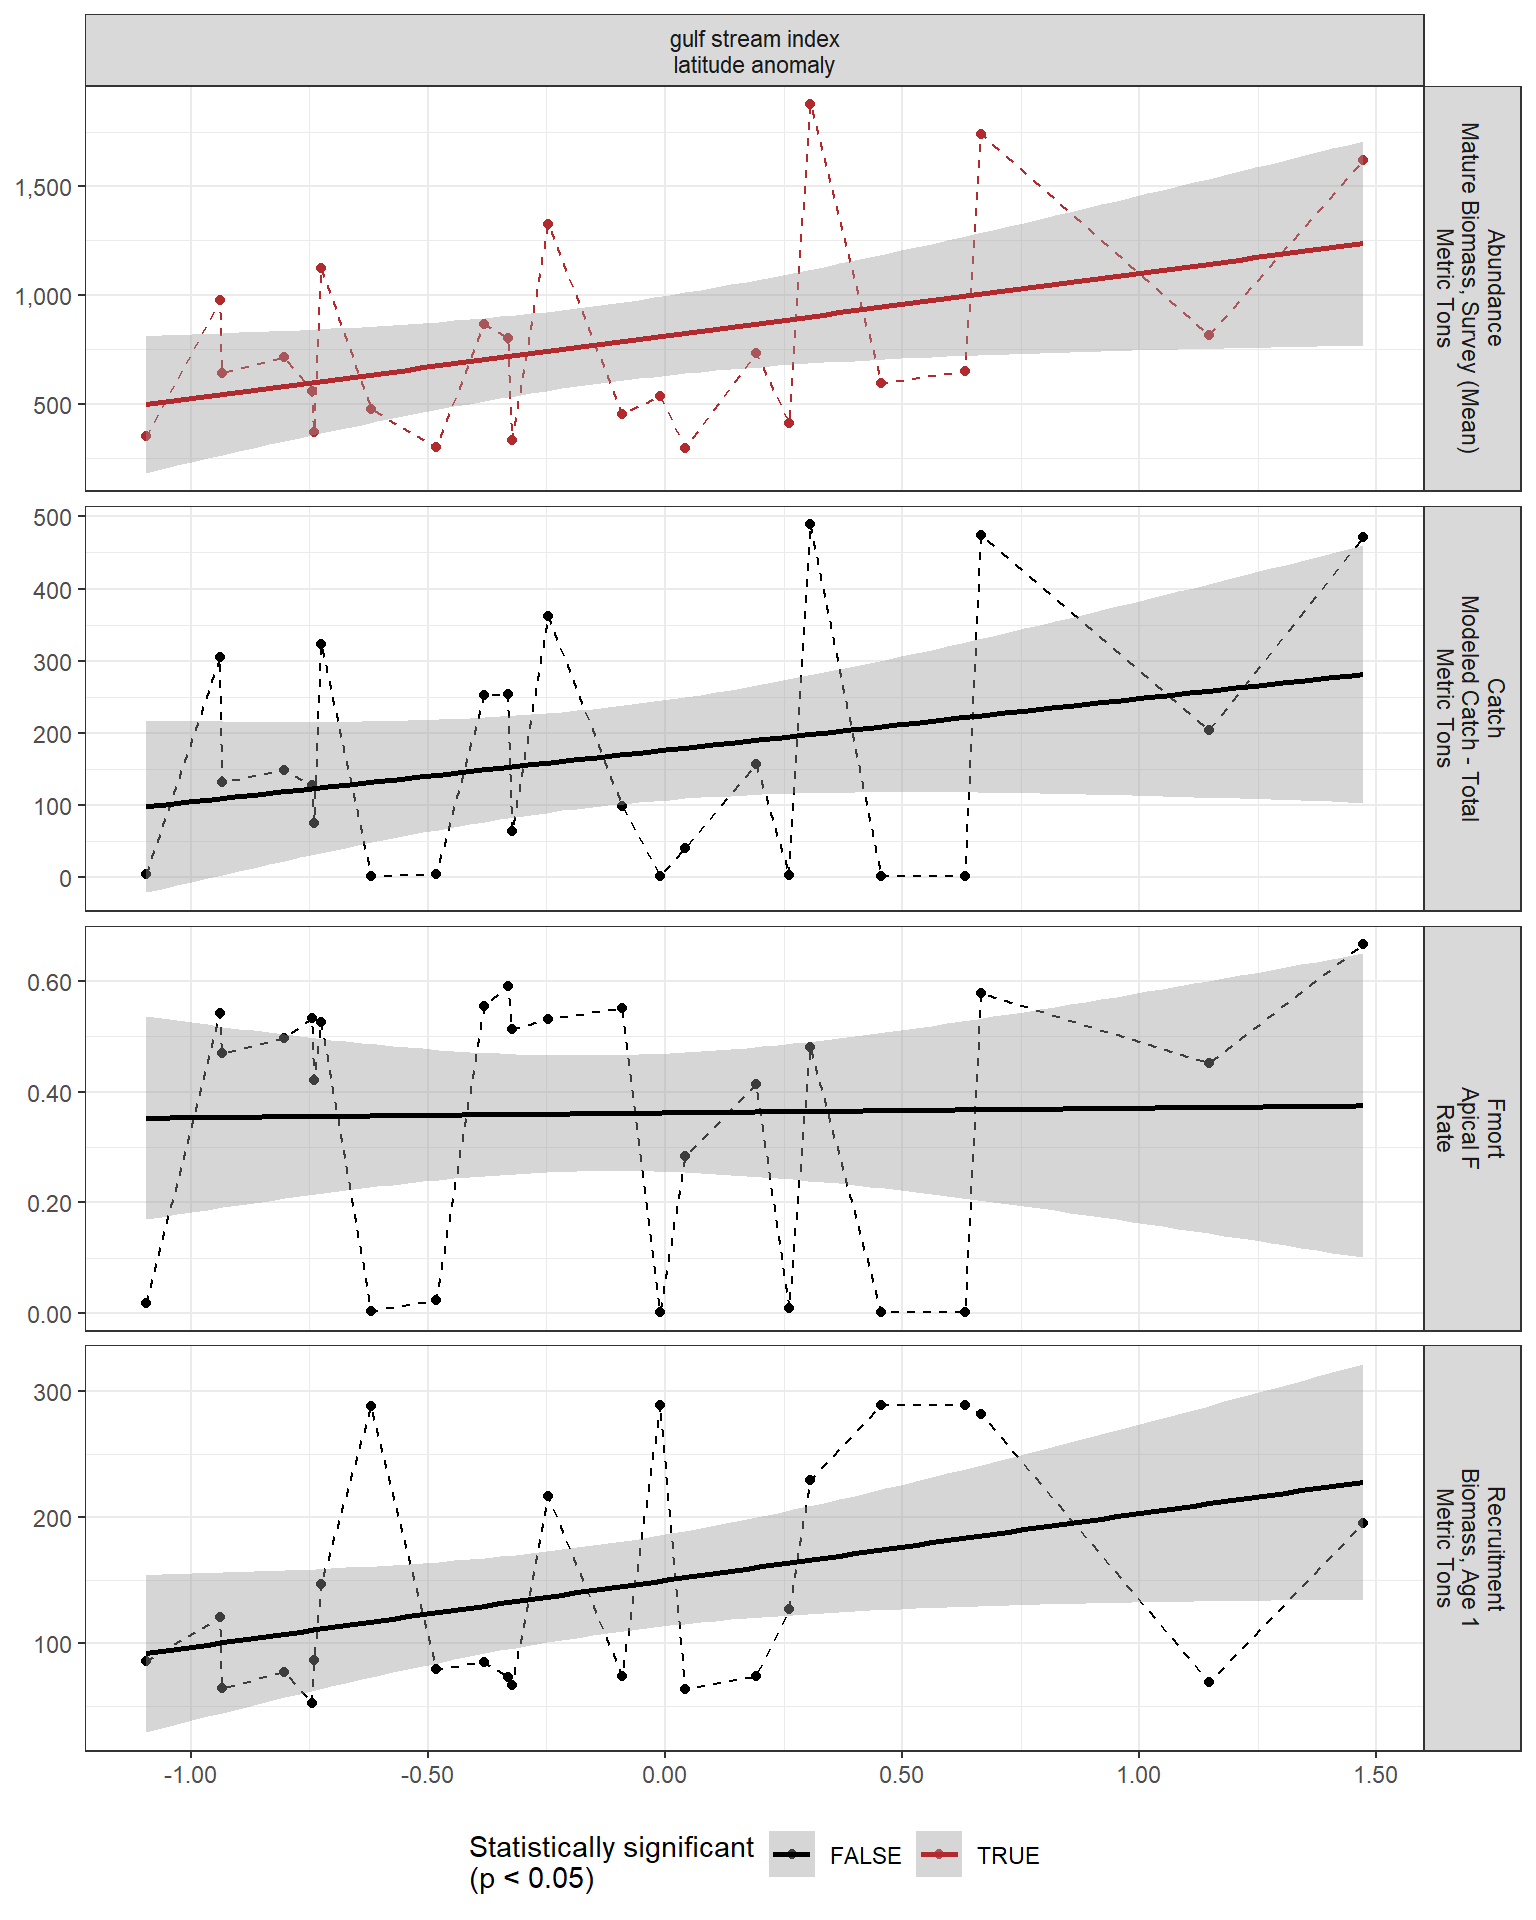 gulf stream index
latitude anomaly
1,500
1,000
500
Abundance
Mature Biomass, Survey (Mean)
Metric Tons
500
400
300
200
100
0
Catch
Modeled Catch - Total
Metric Tons
0.60
0.40
0.20
0.00
Fmort
Apical F
Rate
300
200
100
Recruitment
Biomass, Age 1
Metric Tons
-1.00
-0.50
0.00
0.50
1.00
1.50
Statistically significant
(p < 0.05)
FALSE
TRUE